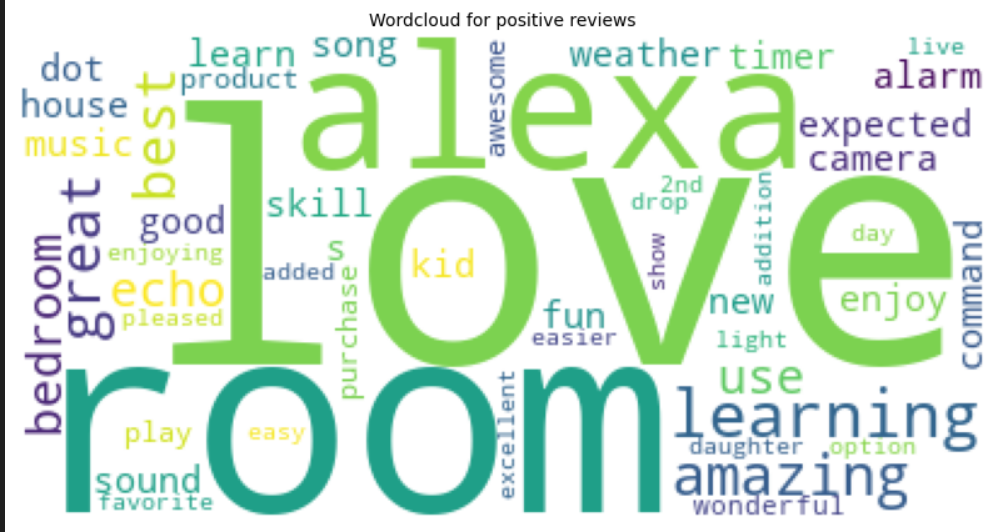 Wordcloud for positive reviews
dot
learn
song
awesome
weather
timer
live
alarm
house
best
product
alexa
expected
music
camera
great
good
skill
love
2nd
drop
addition
show
day
command
bedroom
enjoying
s
added
kid
echo
pleased
purchase
fun
easier
new
enjoy
light
room
use
learning
play
easy
excellent
daughter
option
sound
favorite
amazing
wonderful